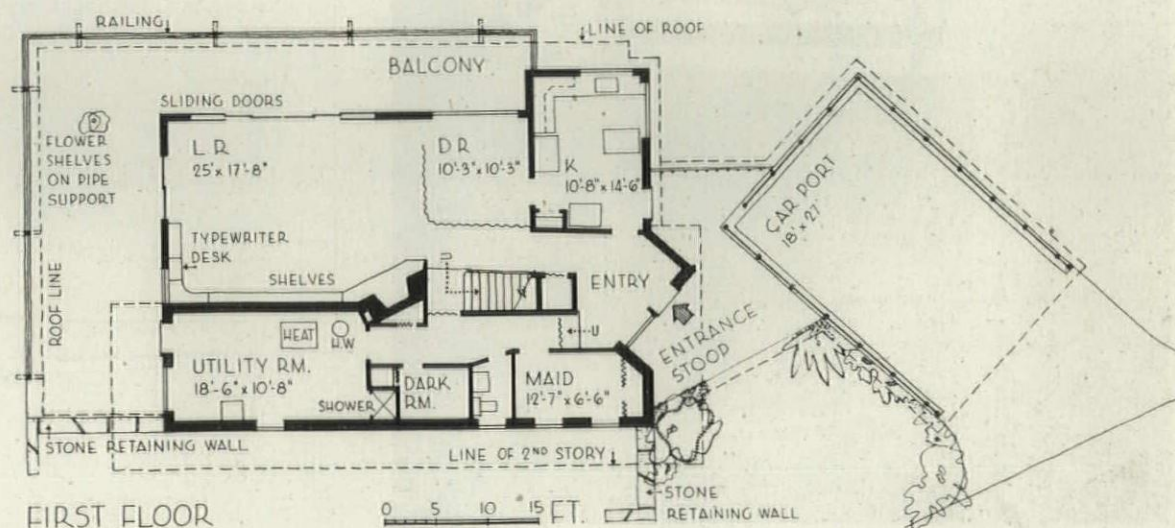 RAILING
LINE OF ROOF
BALCONY
SLIDING DOORS
FLOWER
SHELVES
ON PIPE
SUPPORT
L.R.
25' x 17'-8"
D R
10'-3" x 10'-3"
K
10'-8" x 14'-6"
CAR PORT
18' x 27'
TYPEWRITER
DESK
SHELVES
U
ENTRY
ROOF LINE
HEAT
H.W
U
ENTRANCE
STOOP
UTILITY RM.
18'-6" x 10'-8"
SHOWER
DARK
RM.
MAID
12'-7" x 6'-6"
STONE RETAINING WALL
LINE OF 2ND STORY
FIRST FLOOR
0 5 10 15 FT.
STONE
RETAINING WALL